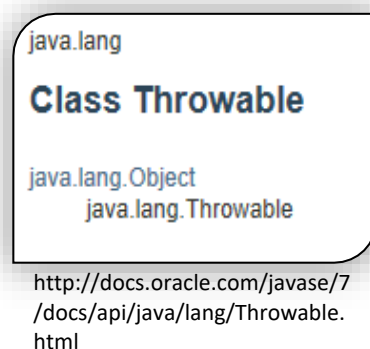 java.lang
Class Throwable
java.lang.Object
java.lang.Throwable
http://docs.oracle.com/javase/7
/docs/api/java/lang/Throwable.
html